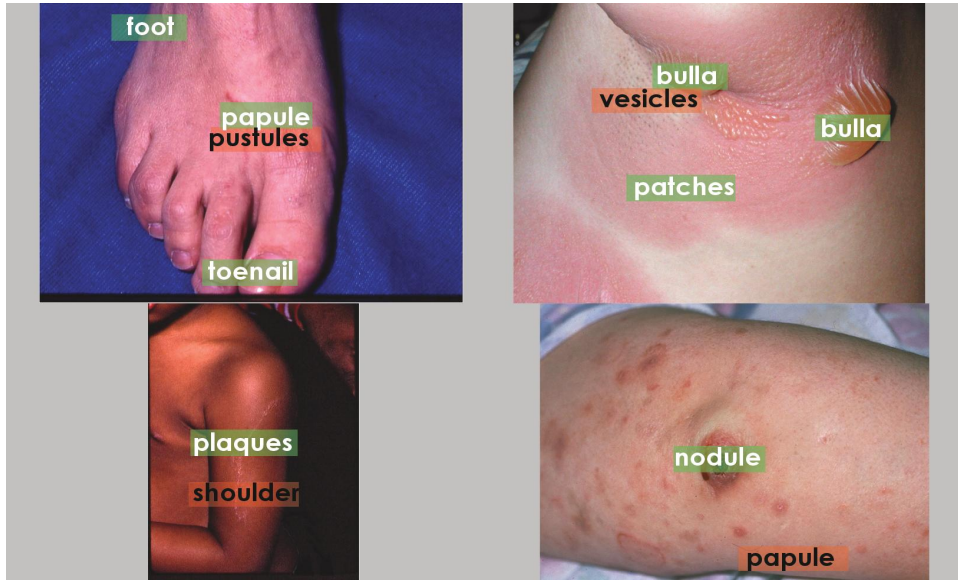 foot
papule
pustules
toenail
bulla
vesicles
bulla
patches
plaques
shoulder
nodule
papule